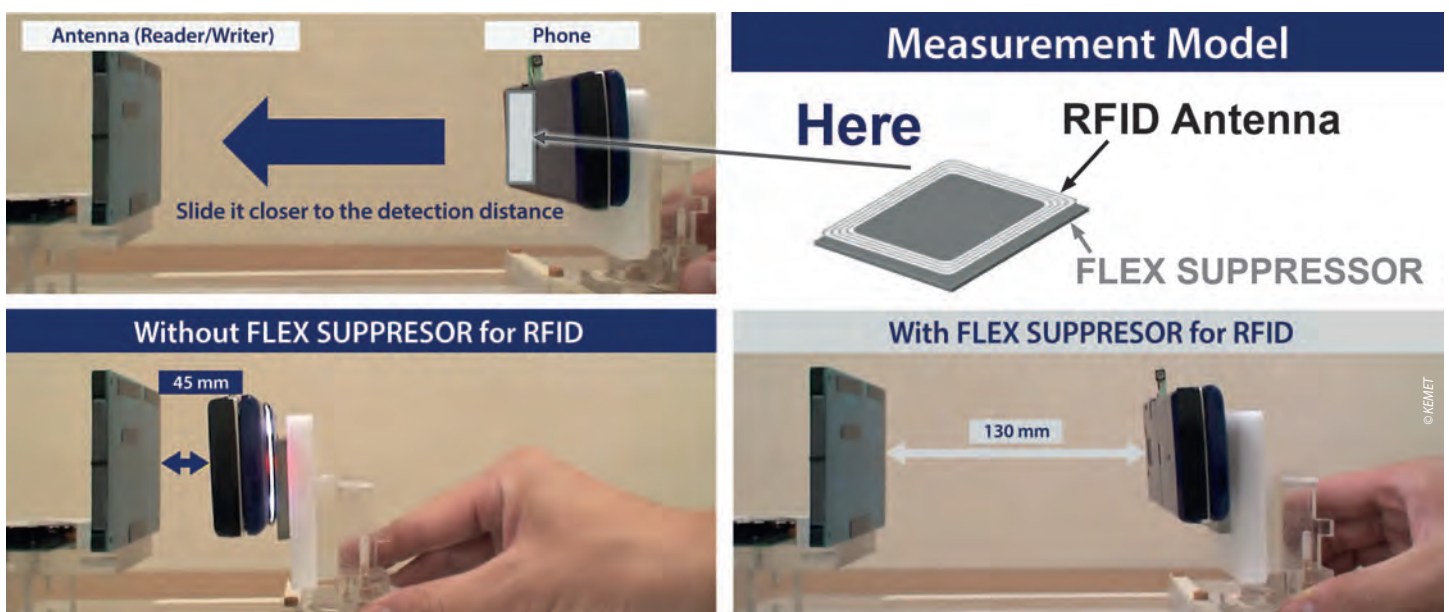 Antenna (Reader/Writer)
Phone
Slide it closer to the detection distance
Measurement Model
Here
RFID Antenna
FLEX SUPPRESSOR
Without FLEX SUPPRESOR for RFID
45 mm
With FLEX SUPPRESOR for RFID
130 mm
© KEMET